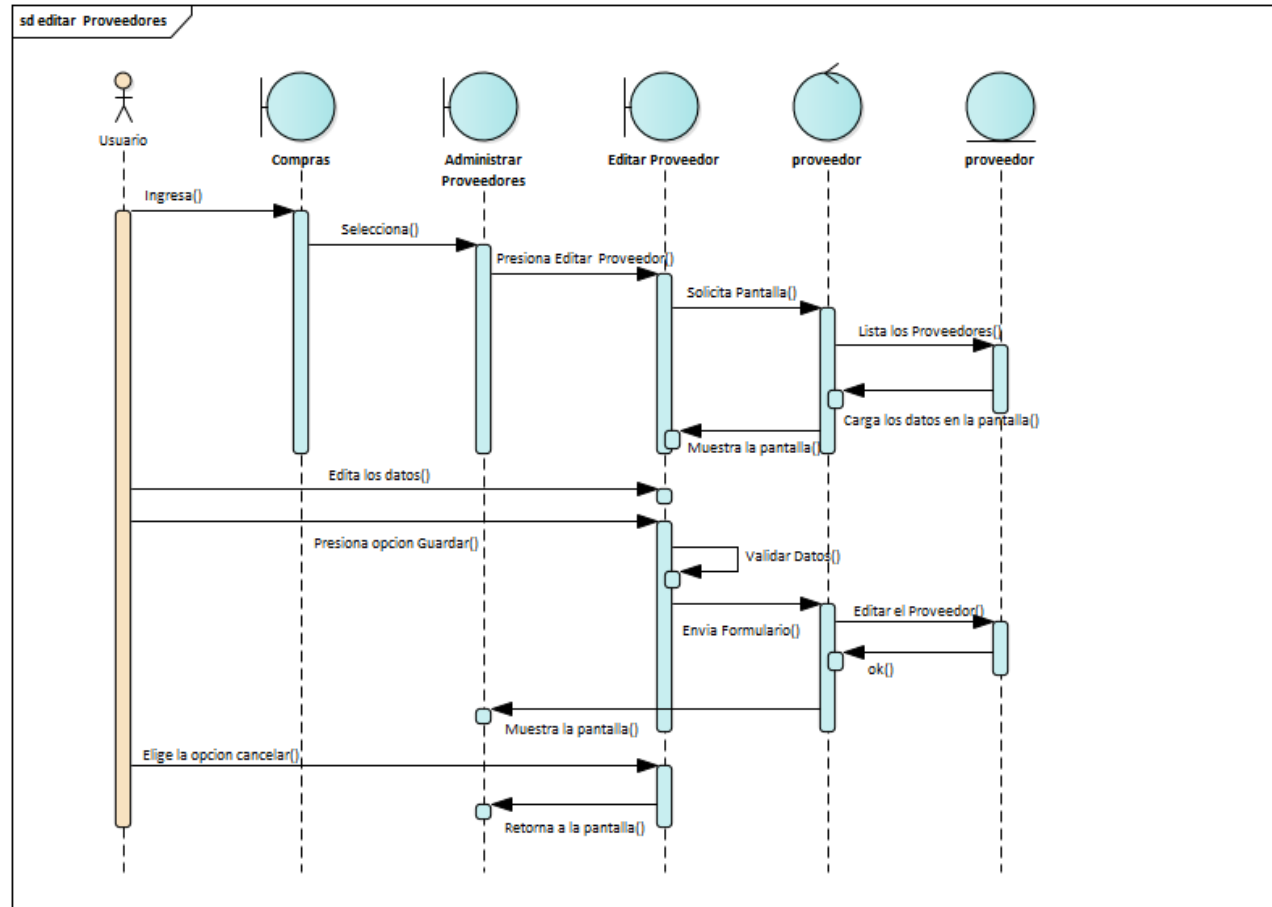 sd editar Proveedores
Usuario
Compras
Administrar
Proveedores
Editar Proveedor
proveedor
proveedor
Ingresa()
Selecciona()
Presiona Editar Proveedor()
Solicita Pantalla()
Lista los Proveedores()
Carga los datos en la pantalla()
Muestra la pantalla()
Edita los datos()
Presiona opcion Guardar()
Validar Datos()
Envia Formulario()
Editar el Proveedor()
ok()
Muestra la pantalla()
Elige la opcion cancelar()
Retorna a la pantalla()